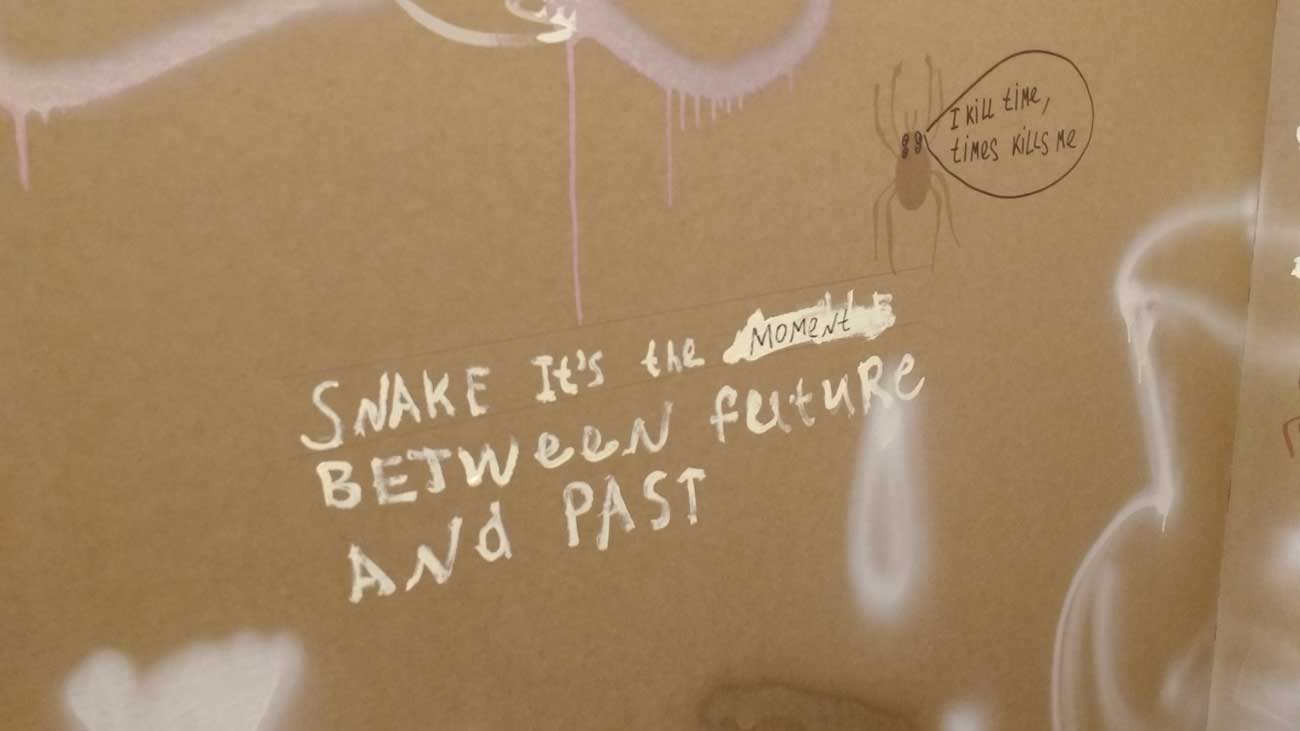 I kill time,
times kills me
SNAKE It's the MOMeNt
BETWeeN futuRe
ANd PAST